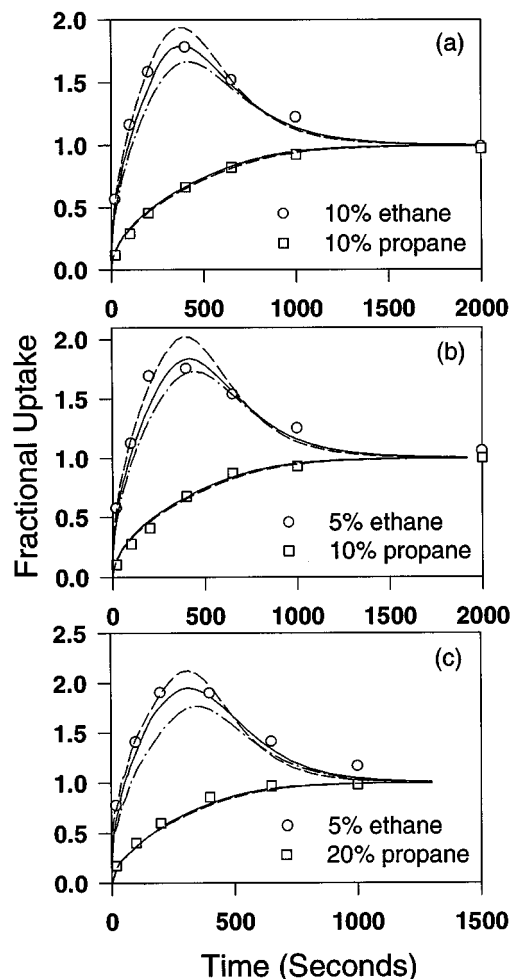 2.0
(a)
1.5
1.0
0.5
10% ethane
10% propane
0.0
0 500 1000 1500 2000
2.0
(b)
1.5
1.0
0.5
5% ethane
10% propane
0.0
0 500 1000 1500 2000
2.5
(c)
2.0
1.5
1.0
0.5
5% ethane
20% propane
0.0
0 500 1000 1500
Fractional Uptake
Time (Seconds)